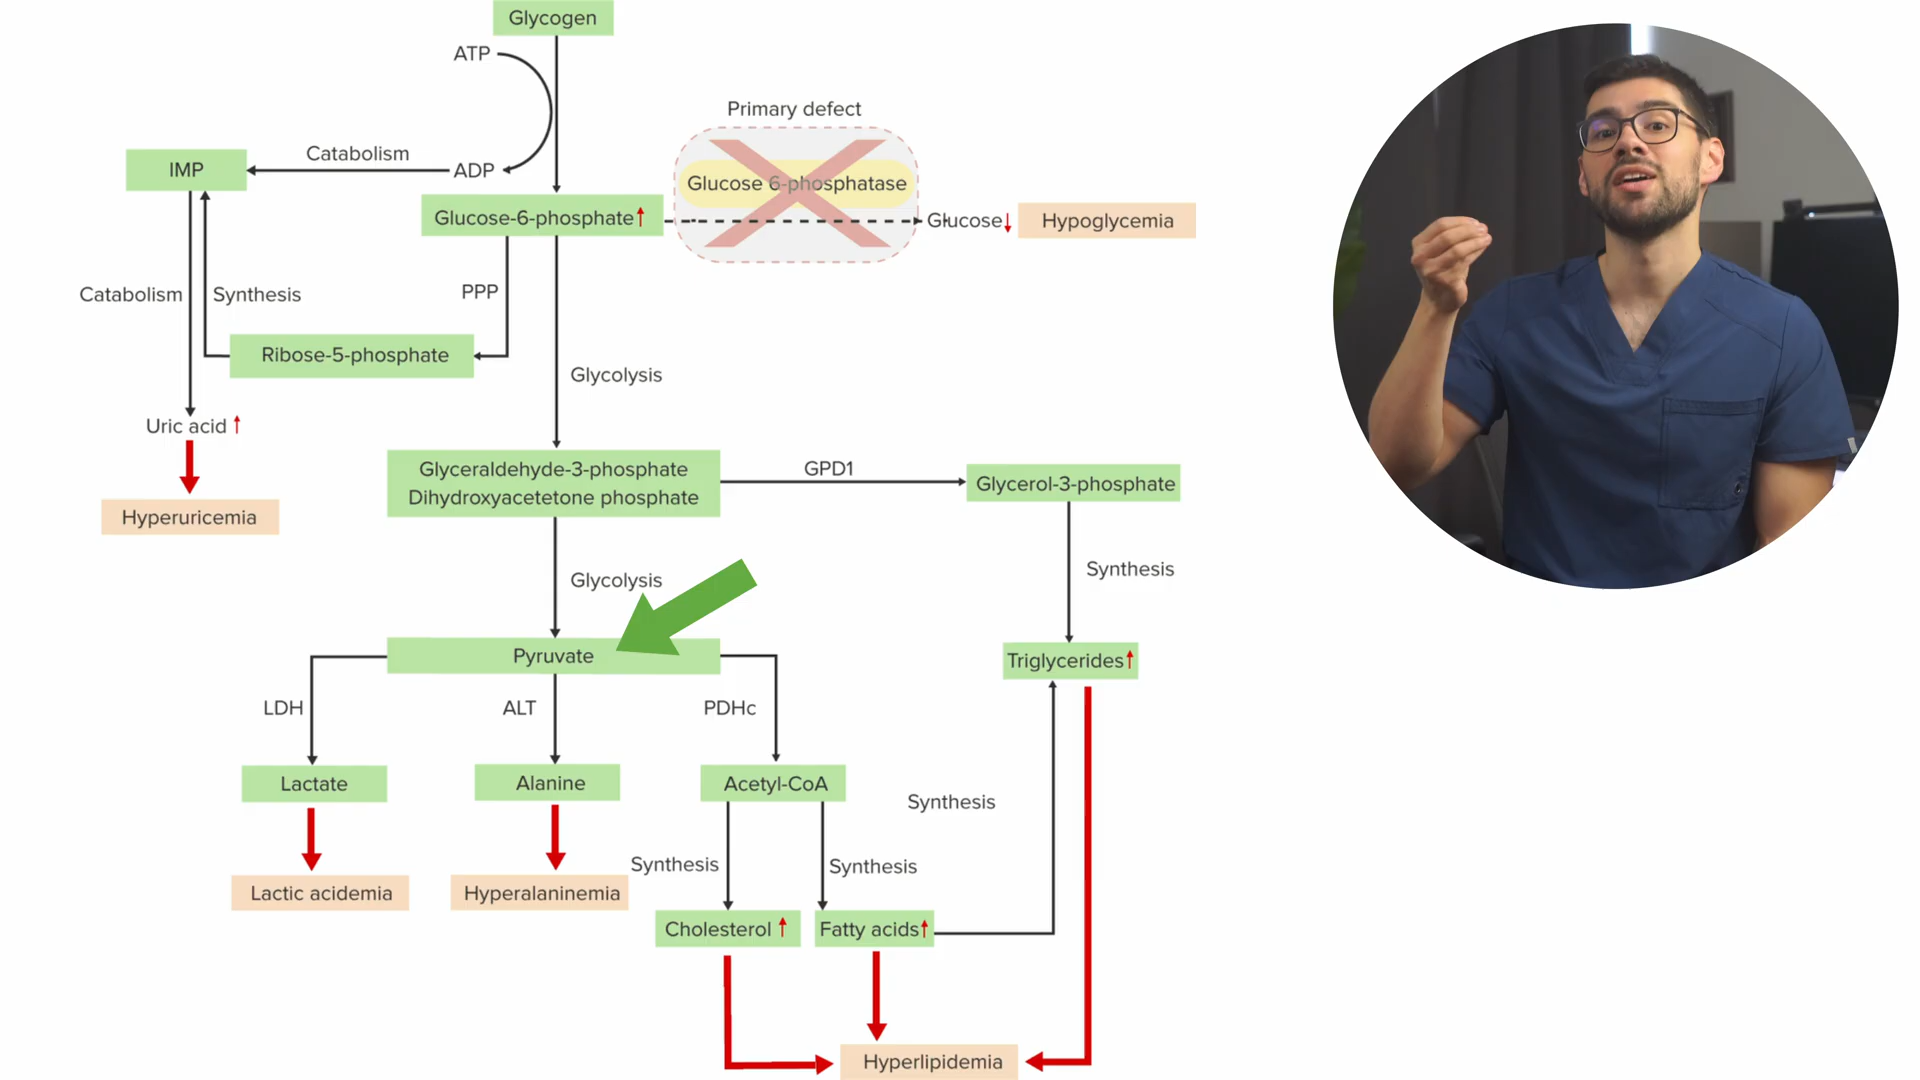 Glycogen
ATP
Primary defect
Catabolism
IMP
ADP
Glucose 6-phosphatase
Glucose-6-phosphate↑
Glucose↓
Hypoglycemia
Catabolism
Synthesis
PPP
Ribose-5-phosphate
Glycolysis
Uric acid ↑
Hyperuricemia
Glyceraldehyde-3-phosphate
Dihydroxyacetetone phosphate
GPD1
Glycerol-3-phosphate
Glycolysis
Synthesis
Pyruvate
Triglycerides↑
LDH
ALT
PDHc
Lactate
Alanine
Acetyl-CoA
Synthesis
Synthesis
Synthesis
Lactic acidemia
Hyperalaninemia
Cholesterol ↑
Fatty acids↑
Hyperlipidemia